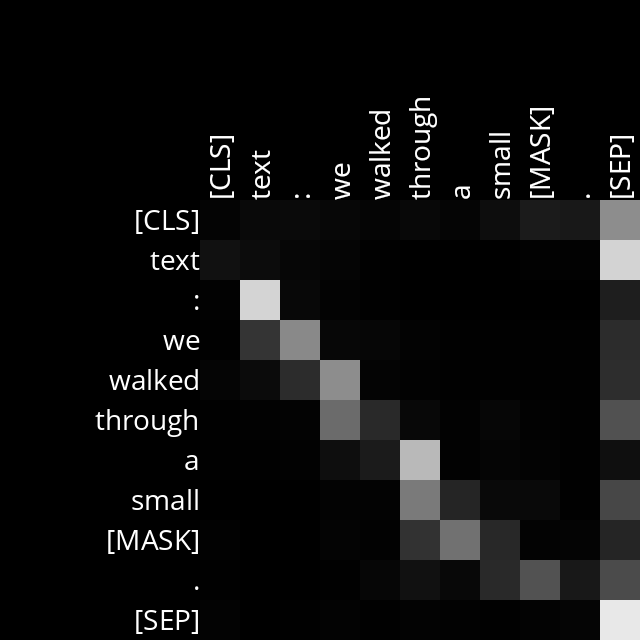 [CLS] text : we walked through a small [MASK] . [SEP]
[CLS]
text
:
we
walked
through
a
small
[MASK]
.
[SEP]